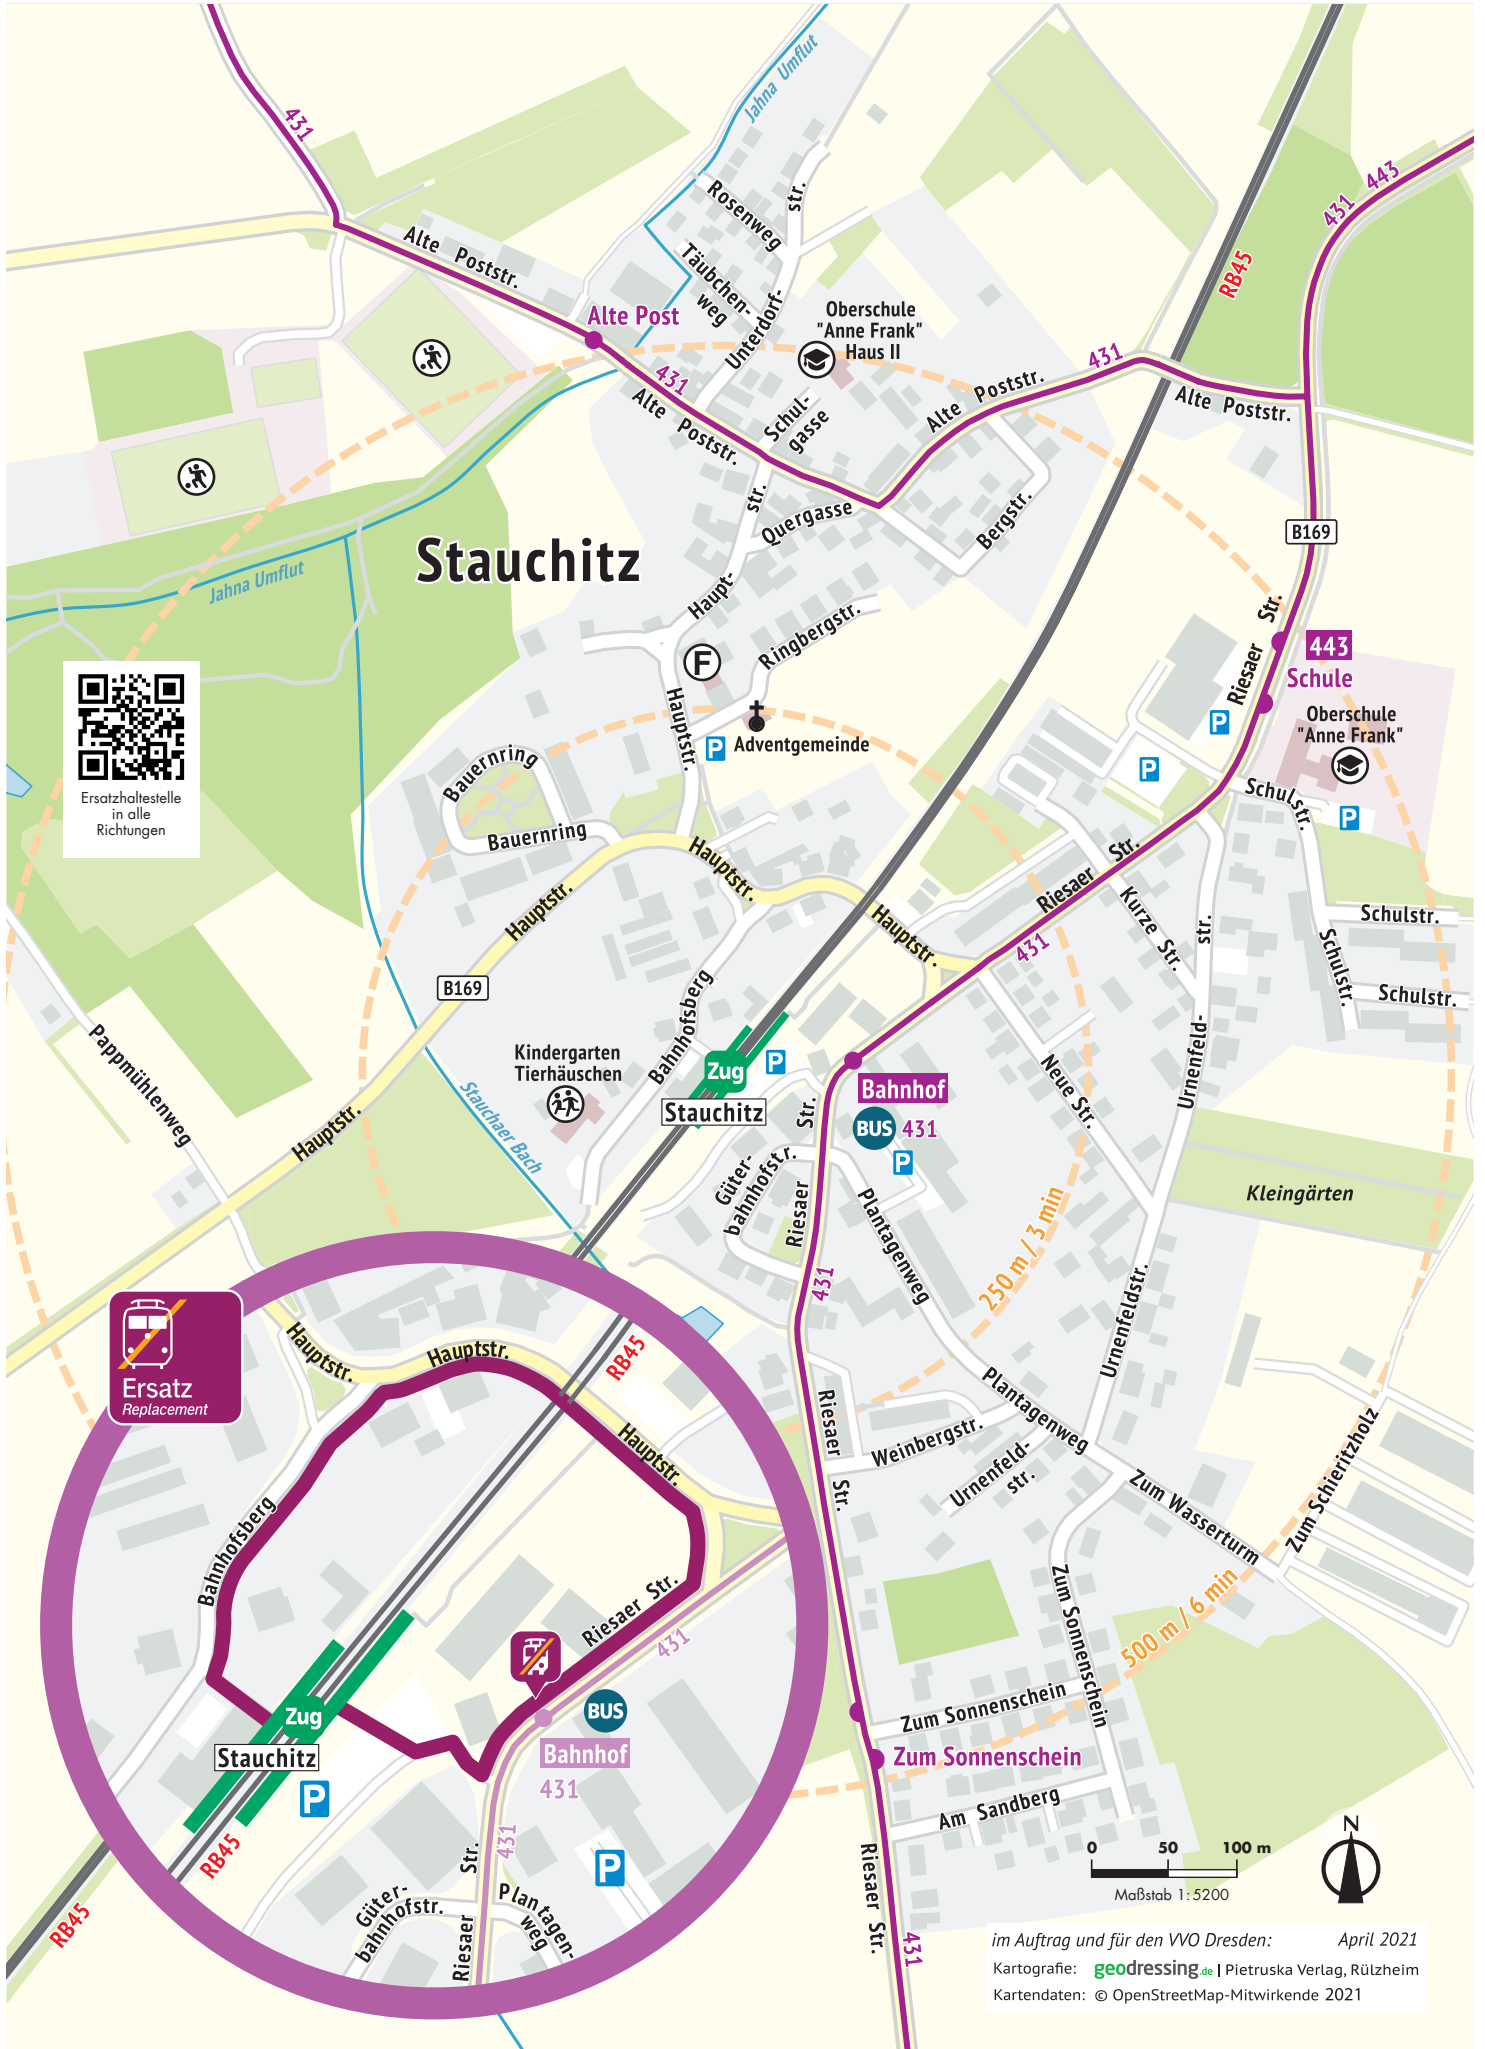 431
Jahna Umflut
443
431
RB45
Rosenweg
str.
Alte Poststr.
Täubchen-
weg
Unterdorf-
Alte Post
Oberschule
"Anne Frank"
Haus II
431
431
Alte Poststr.
Alte Poststr.
Alte Poststr.
Schul-
gasse
str.
Quergasse
Bergstr.
B169
Stauchitz
Jahna Umflut
Haupt-
Ringbergstr.
Riesaer Str.
443
Schule
F
Hauptstr.
P
Adventgemeinde
P
P
Oberschule
"Anne Frank"
P
Schulstr.
Ersatzhaltestelle
in alle
Richtungen
Bauernring
Bauernring
Hauptstr.
Hauptstr.
Hauptstr.
Riesaer Str.
431
Kurze Str.
str.
Schulstr.
Schulstr.
Schulstr.
B169
Bahnhofsberg
Pappmühlenweg
Kindergarten
Tierhäuschen
Zug
P
Stauchitz
Bahnhof
BUS 431
P
Neue Str.
Urnenfeld-
Hauptstr.
Stauchaer Bach
Str.
Güter-
bahnhofstr.
Riesaer
Plantagenweg
Kleingärten
250 m / 3 min
431
Urnenfeldstr.
Ersatz
Replacement
Hauptstr.
Hauptstr.
RB45
Hauptstr.
Riesaer
Str.
Weinbergstr.
Plantagenweg
Urnenfeld-
str.
Zum Wasserturm
Zum Schieritzholz
Bahnhofsberg
Riesaer Str.
431
Zum Sonnenschein
500 m / 6 min
Zug
Stauchitz
P
BUS
Bahnhof
431
Zum Sonnenschein
Zum Sonnenschein
Am Sandberg
RB45
RB45
431
Str.
Riesaer
Güter-
bahnhofstr.
Plantagen-
weg
P
Riesaer Str.
431
0 50 100 m
Maßstab 1:5200
N
im Auftrag und für den VVO Dresden: April 2021
Kartografie: geodressing.de | Pietruska Verlag, Rülzheim
Kartendaten: © OpenStreetMap-Mitwirkende 2021